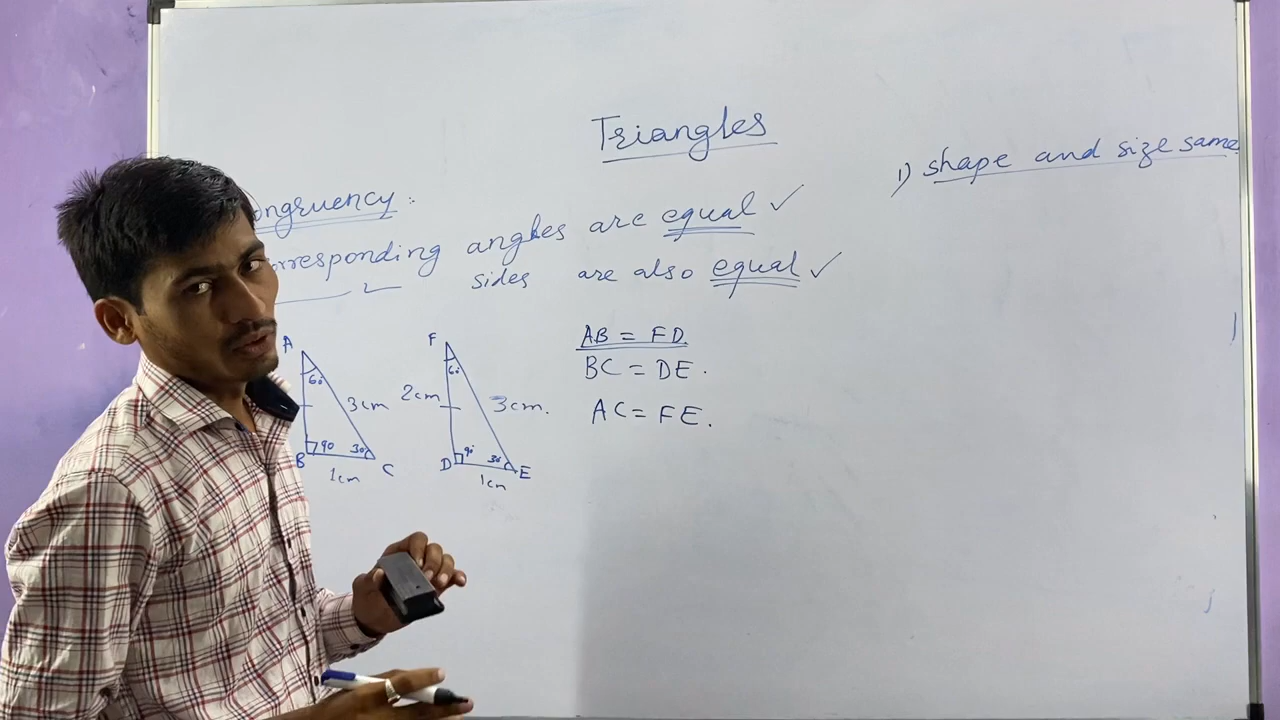 Triangles
1) shape and size same.
ongruency:
rresponding angles are equal ✓
sides are also equal ✓
A
60°
3cm
B
90
30
C
1cm
F
60
2cm
3cm.
D
90
30
E
1cm
AB = FD.
BC = DE.
AC = FE.